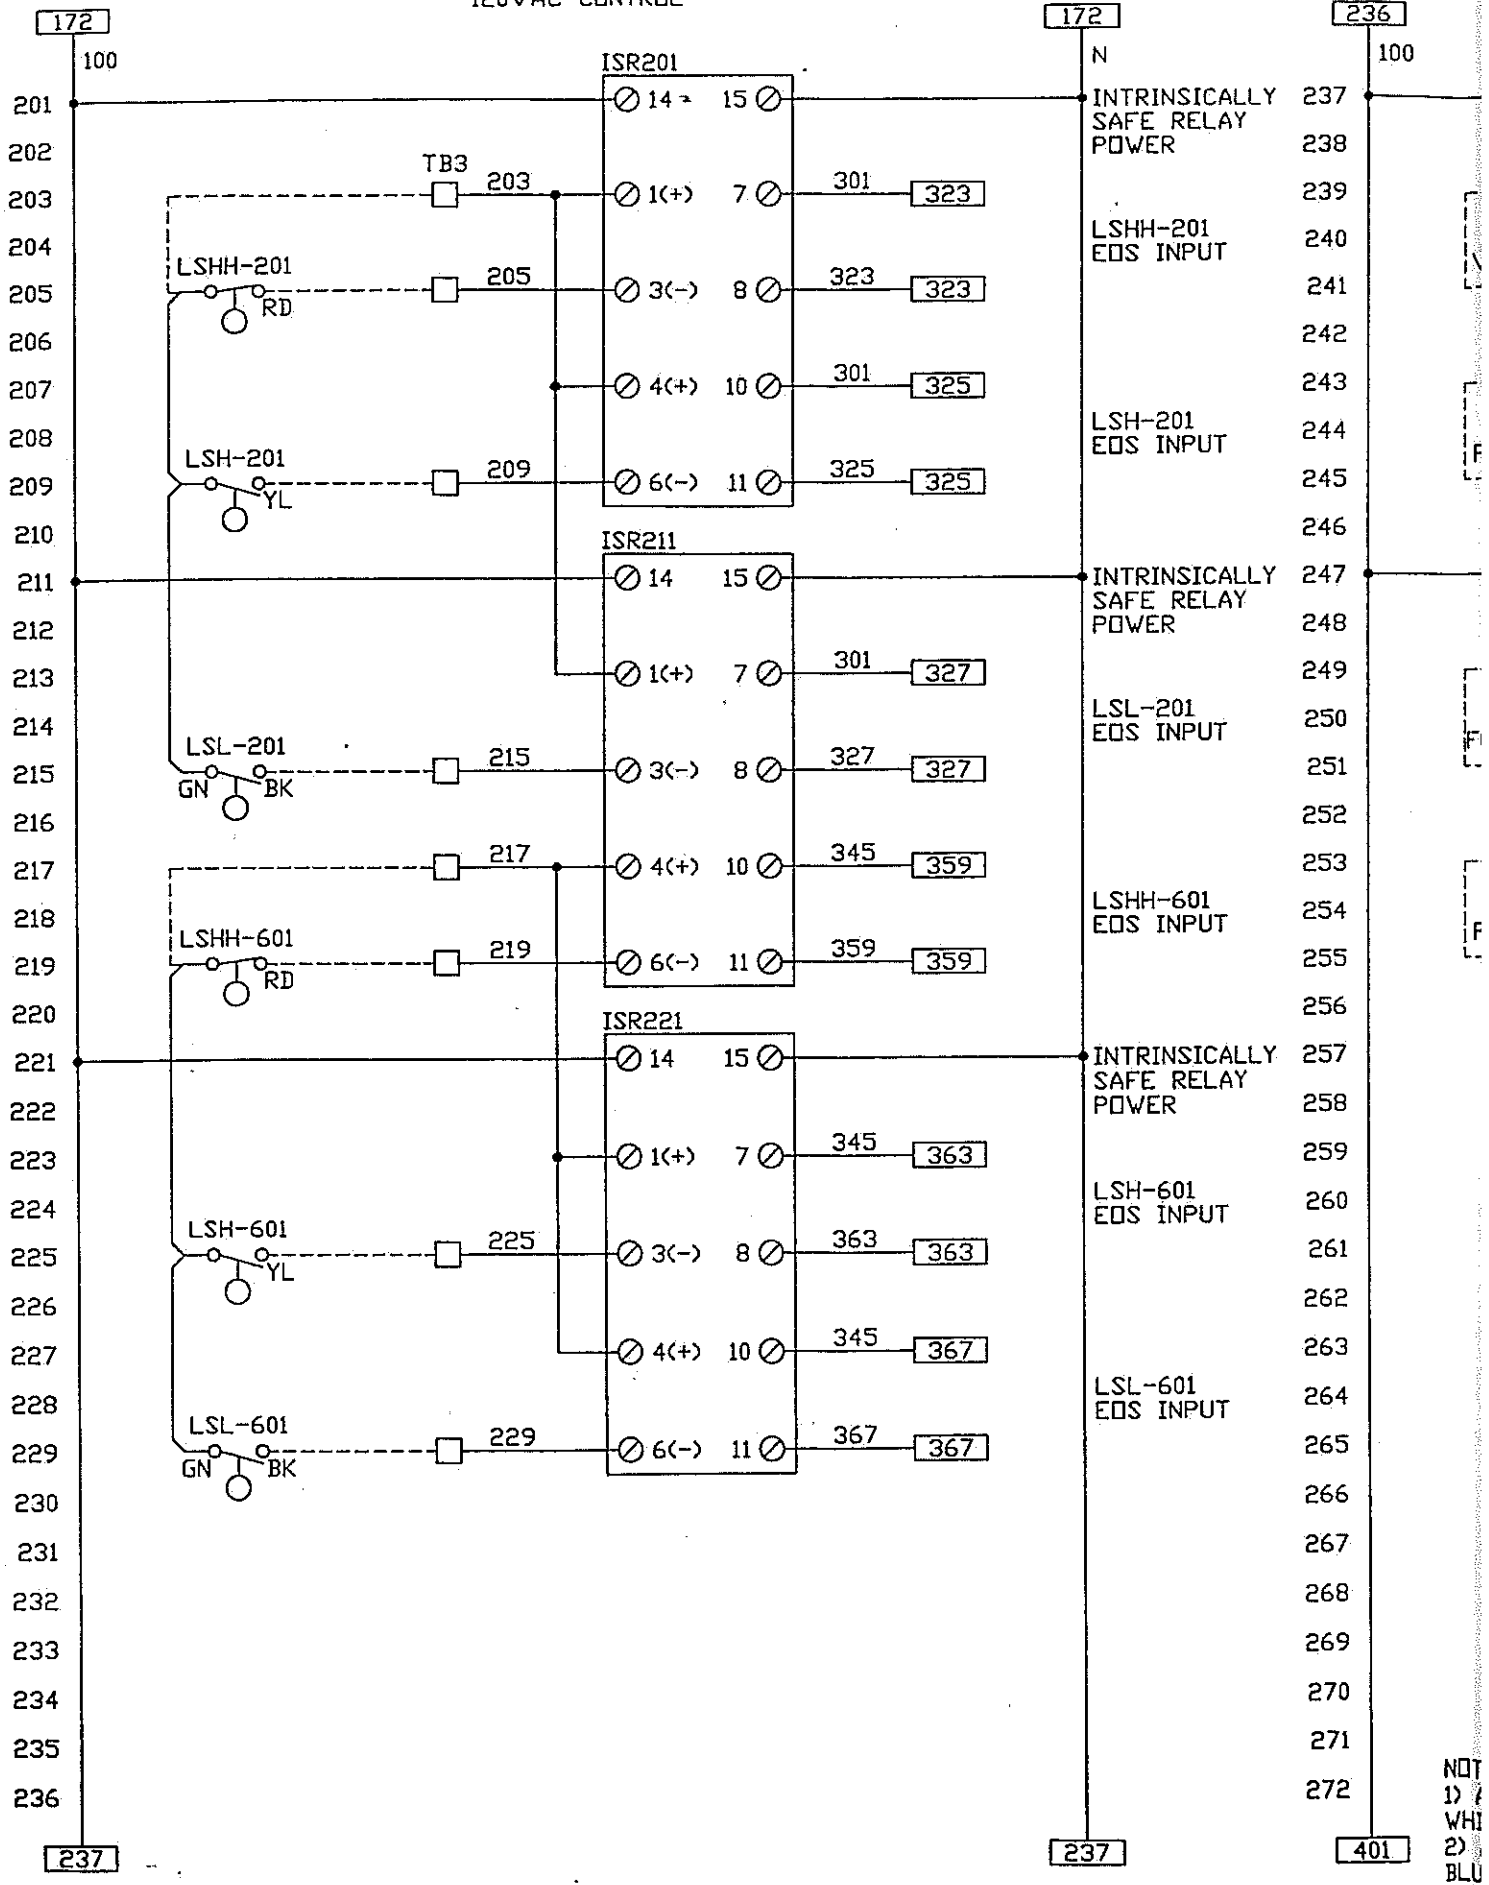 120VAC CONTROL
172 172 236
100 N 100
ISR201
201 14 15 INTRINSICALLY 237
SAFE RELAY
202 POWER 238
TB3
203 203 1(+) 7 301 323 239
204 LSHH-201 240
EOS INPUT
LSHH-201
205 RD 205 3(-) 8 323 323 241
206 242
207 4(+) 10 301 325 243
208 LSH-201 244
EOS INPUT
LSH-201
209 YL 209 6(-) 11 325 325 245
210 246
ISR211
211 14 15 INTRINSICALLY 247
SAFE RELAY
212 POWER 248
213 1(+) 7 301 327 249
214 LSL-201 250
EOS INPUT
LSL-201
215 GN BK 215 3(-) 8 327 327 251
216 252
217 217 4(+) 10 345 359 253
218 LSHH-601 254
EOS INPUT
LSHH-601
219 RD 219 6(-) 11 359 359 255
220 256
ISR221
221 14 15 INTRINSICALLY 257
SAFE RELAY
222 POWER 258
223 1(+) 7 345 363 259
224 LSH-601 260
EOS INPUT
LSH-601
225 YL 225 3(-) 8 363 363 261
226 262
227 4(+) 10 345 367 263
228 LSL-601 264
EOS INPUT
LSL-601
229 GN BK 229 6(-) 11 367 367 265
230 266
231 267
232 268
233 269
234 270
235 271
236 272
NOT
1)
WHI
2)
BLU
237 237 401